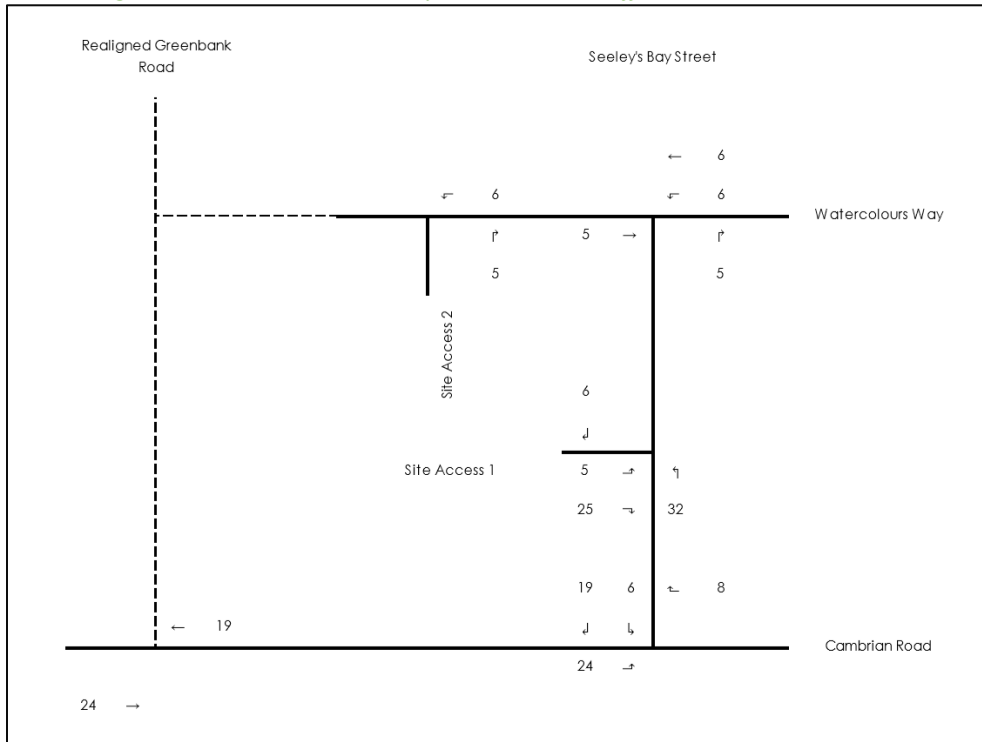 Realigned Greenbank
Road
Seeley's Bay Street
← 6
↰ 6
↰ 6
Watercolours Way
↱
5 →
↱
5
5
Site Access 2
6
↲
Site Access 1
5 ⬏
↰
25 ⬎
32
19 6 ⬑ 8
← 19
↲ ↳
Cambrian Road
24 ⬏
24 →